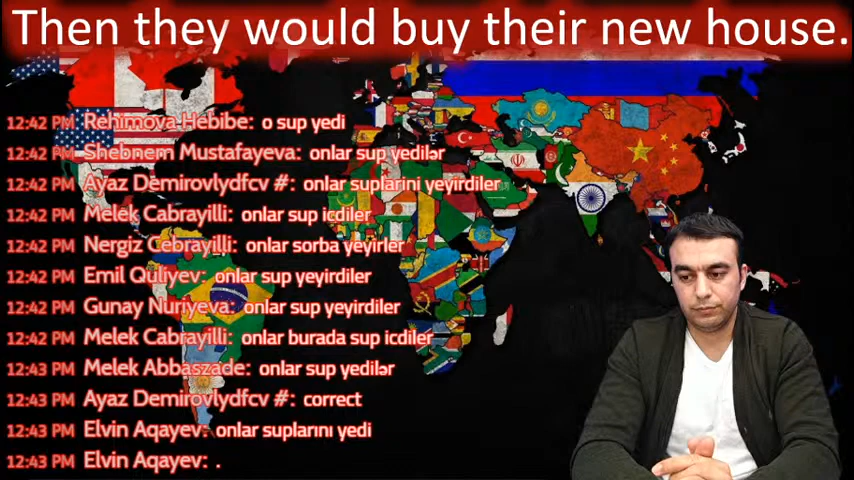 Then they would buy their new house.
12:42 PM Rehimova Hebibe: o sup yedi
12:42 PM Shebnem Mustafayeva: onlar sup yedilər
12:42 PM Ayaz Demirovlydfcv #: onlar suplarini yeyirdiler
12:42 PM Melek Cabrayilli: onlar sup icdiler
12:42 PM Nergiz Cebrayilli: onlar sorba yeyirler
12:42 PM Emil Quliyev: onlar sup yeyirdiler
12:42 PM Gunay Nuriyeva: onlar sup yeyirdiler
12:42 PM Melek Cabrayilli: onlar burada sup icdiler
12:43 PM Melek Abbaszade: onlar sup yedilər
12:43 PM Ayaz Demirovlydfcv #: correct
12:43 PM Elvin Aqayev: onlar suplarını yedi
12:43 PM Elvin Aqayev: .